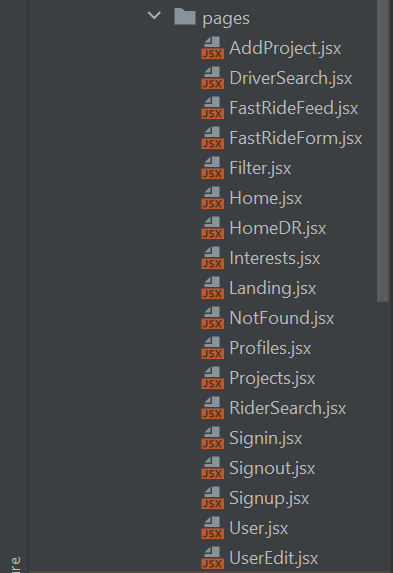 pages
AddProject.jsx
DriverSearch.jsx
FastRideFeed.jsx
FastRideForm.jsx
Filter.jsx
Home.jsx
HomeDR.jsx
Interests.jsx
Landing.jsx
NotFound.jsx
Profiles.jsx
Projects.jsx
RiderSearch.jsx
Signin.jsx
Signout.jsx
Signup.jsx
User.jsx
UserEdit.jsx